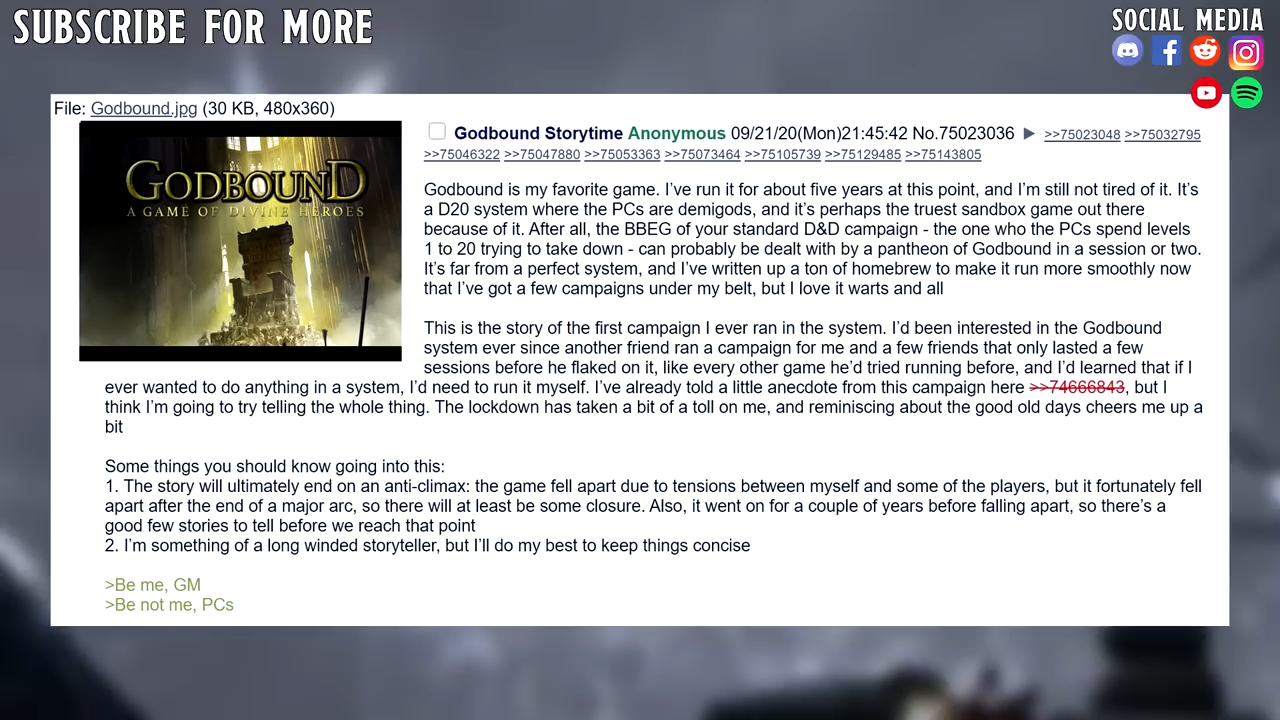 SUBSCRIBE FOR MORE
SOCIAL MEDIA
File: Godbound.jpg (30 KB, 480x360)
GODBOUND
A GAME OF DIVINE HEROES
Godbound Storytime Anonymous 09/21/20(Mon)21:45:42 No.75023036 ▶ >>75023048 >>75032795
>>75046322 >>75047880 >>75053363 >>75073464 >>75105739 >>75129485 >>75143805
Godbound is my favorite game. I’ve run it for about five years at this point, and I’m still not tired of it. It’s
a D20 system where the PCs are demigods, and it’s perhaps the truest sandbox game out there
because of it. After all, the BBEG of your standard D&D campaign - the one who the PCs spend levels
1 to 20 trying to take down - can probably be dealt with by a pantheon of Godbound in a session or two.
It’s far from a perfect system, and I’ve written up a ton of homebrew to make it run more smoothly now
that I’ve got a few campaigns under my belt, but I love it warts and all
This is the story of the first campaign I ever ran in the system. I’d been interested in the Godbound
system ever since another friend ran a campaign for me and a few friends that only lasted a few
sessions before he flaked on it, like every other game he’d tried running before, and I’d learned that if I
ever wanted to do anything in a system, I’d need to run it myself. I’ve already told a little anecdote from this campaign here >>74666843, but I
think I’m going to try telling the whole thing. The lockdown has taken a bit of a toll on me, and reminiscing about the good old days cheers me up a
bit
Some things you should know going into this:
1. The story will ultimately end on an anti-climax: the game fell apart due to tensions between myself and some of the players, but it fortunately fell
apart after the end of a major arc, so there will at least be some closure. Also, it went on for a couple of years before falling apart, so there’s a
good few stories to tell before we reach that point
2. I’m something of a long winded storyteller, but I’ll do my best to keep things concise
>Be me, GM
>Be not me, PCs